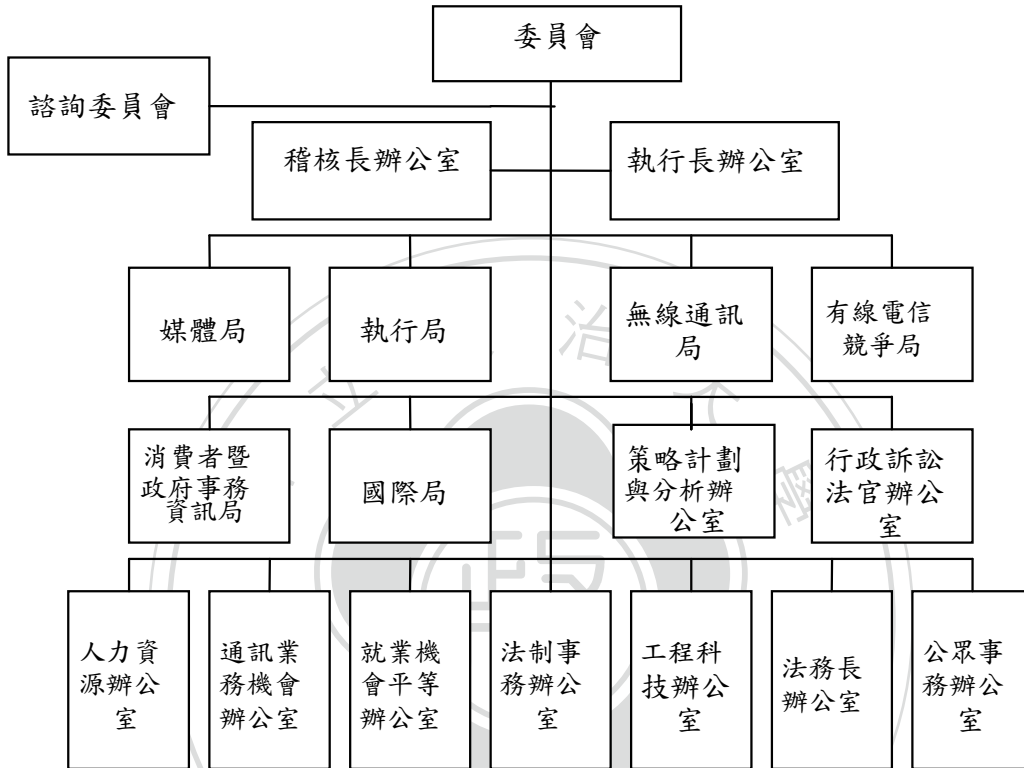 委員會
諮詢委員會
稽核長辦公室
執行長辦公室
媒體局
執行局
無線通訊
局
有線電信
競爭局
消費者暨
政府事務
資訊局
國際局
策略計劃
與分析辦
公室
行政訴訟
法官辦公
室
人力資
源辦公
室
通訊業
務機會
辦公室
就業機
會平等
辦公室
法制事
務辦公
室
工程科
技辦公
室
法務長
辦公室
公眾事
務辦公
室
立
治
大
學